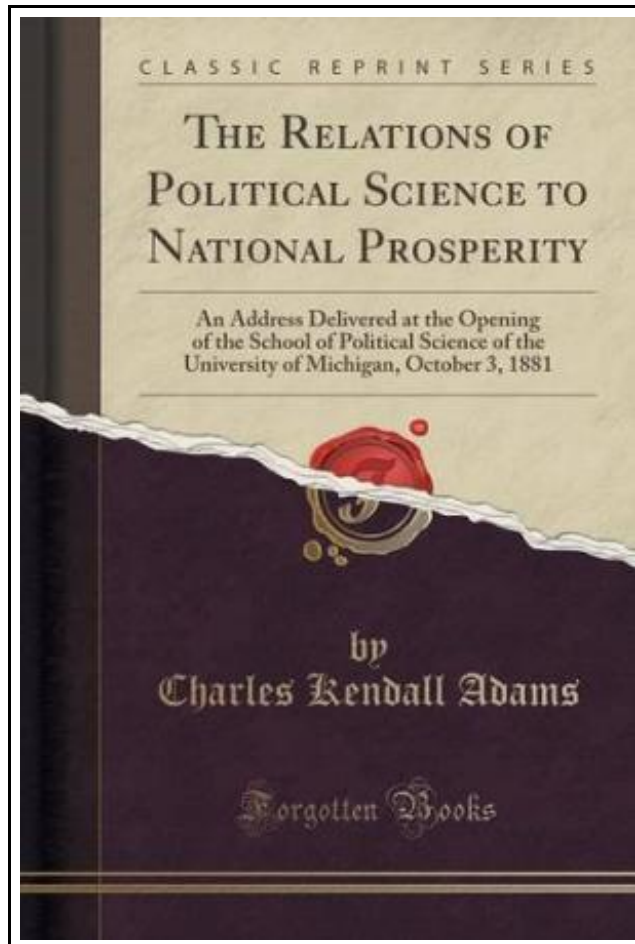 CLASSIC REPRINT SERIES
THE RELATIONS OF
POLITICAL SCIENCE TO
NATIONAL PROSPERITY
An Address Delivered at the Opening
of the School of Political Science of the
University of Michigan, October 3, 1881
by
Charles Kendall Adams
Forgotten Books